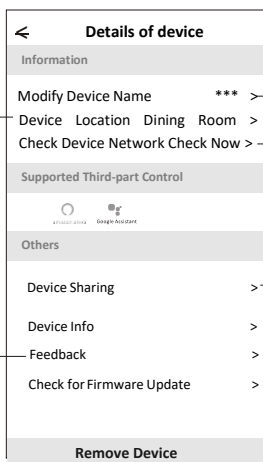 < Details of device
Information
Modify Device Name *** >
Device Location Dining Room >
Check Device Network Check Now >
Supported Third-part Control
amazon alexa Google Assistant
Others
Device Sharing >
Device Info >
Feedback >
Check for Firmware Update >
Remove Device